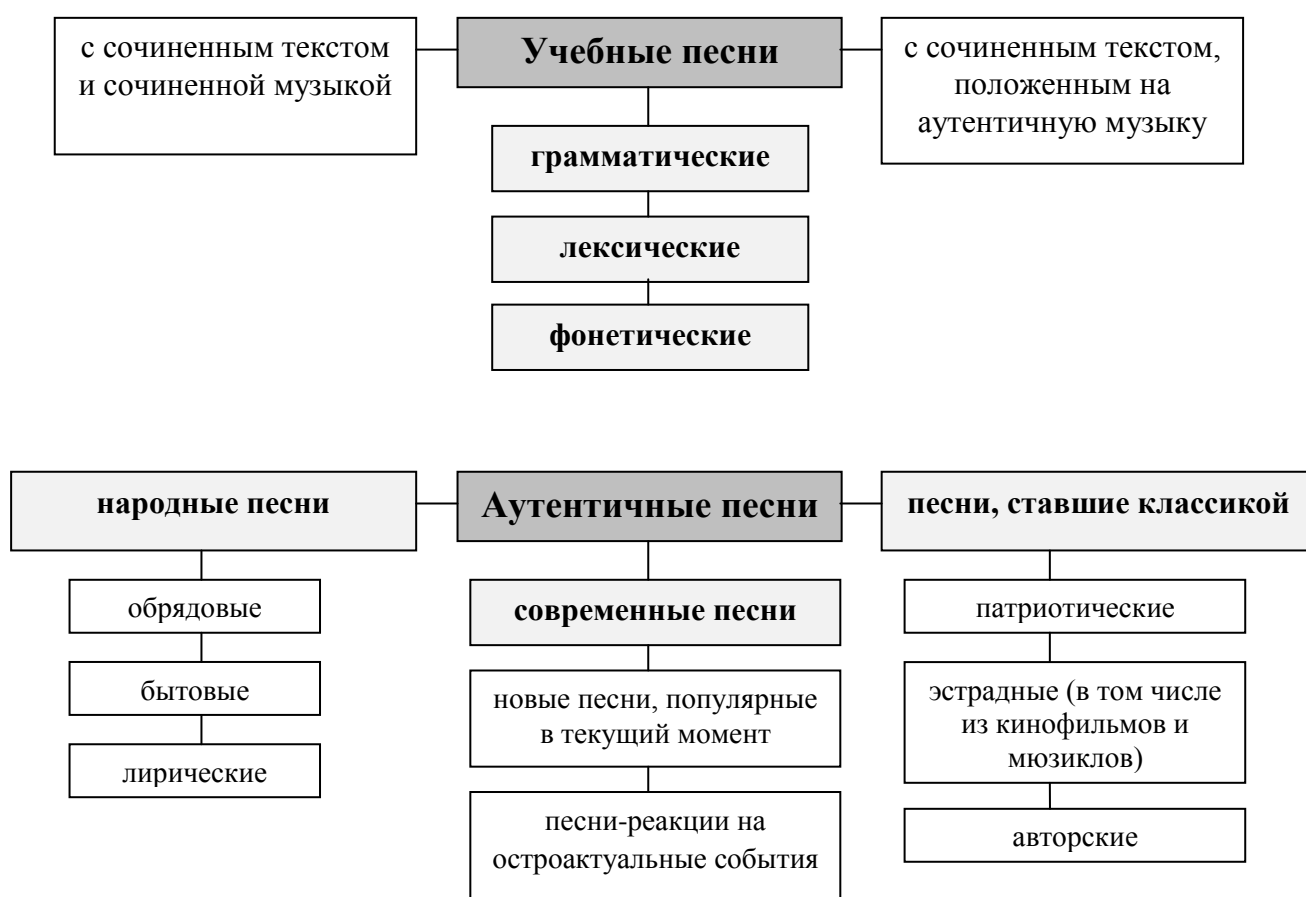 с сочиненным текстом
и сочиненной музыкой
Учебные песни
с сочиненным текстом,
положенным на
аутентичную музыку
грамматические
лексические
фонетические
народные песни
Аутентичные песни
песни, ставшие классикой
обрядовые
бытовые
лирические
современные песни
новые песни, популярные
в текущий момент
песни-реакции на
остроактуальные события
патриотические
эстрадные (в том числе
из кинофильмов и
мюзиклов)
авторские